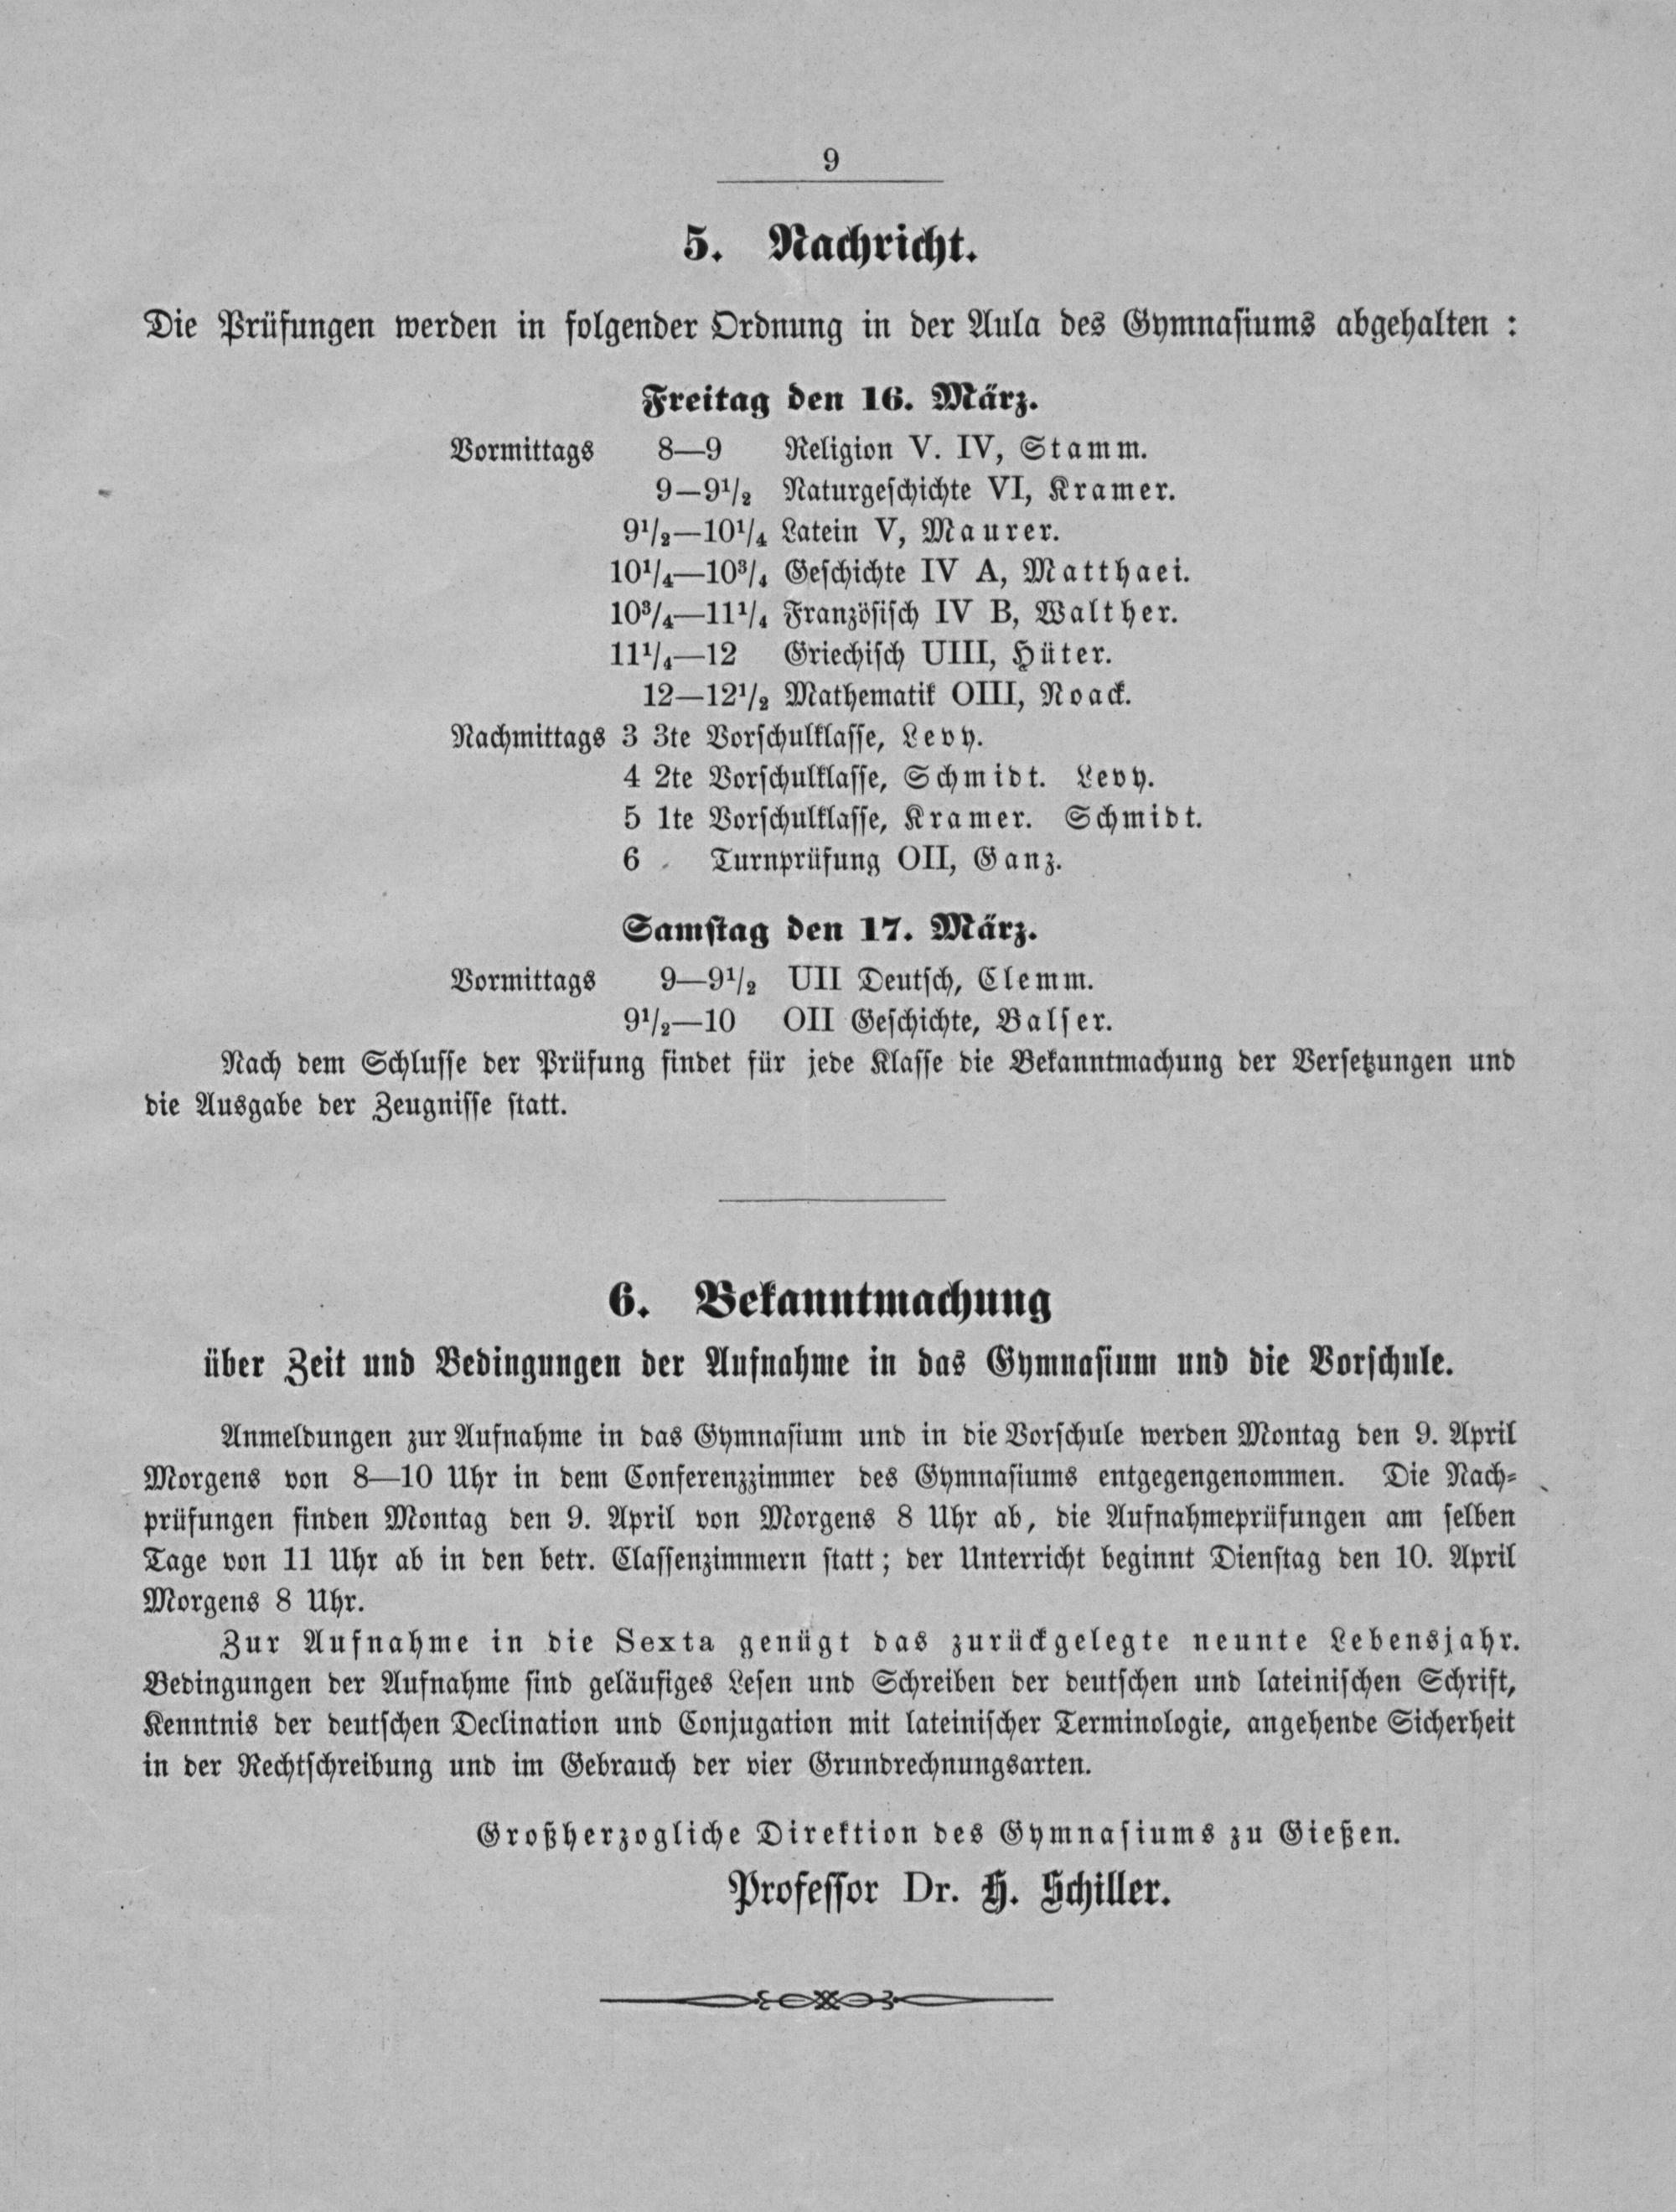 9
5. Nachricht.
Die Prüfungen werden in folgender Ordnung in der Aula des Gymnasiums abgehalten :
Freitag den 16. März.
Vormittags 8—9 Religion V. IV, Stamm.
9—9¹/₂ Naturgeschichte VI, Kramer.
9¹/₂—10¹/₄ Latein V, Maurer.
10¹/₄—10³/₄ Geschichte IV A, Matthaei.
10³/₄—11¹/₄ Französisch IV B, Walther.
11¹/₄—12 Griechisch UIII, Hüter.
12—12¹/₂ Mathematik OIII, Noack.
Nachmittags 3 3te Vorschulklasse, Levy.
4 2te Vorschulklasse, Schmidt. Levy.
5 1te Vorschulklasse, Kramer. Schmidt.
6 Turnprüfung OII, Ganz.
Samstag den 17. März.
Vormittags 9—9¹/₂ UII Deutsch, Clemm.
9¹/₂—10 OII Geschichte, Balser.
Nach dem Schlusse der Prüfung findet für jede Klasse die Bekanntmachung der Versetzungen und
die Ausgabe der Zeugnisse statt.
6. Bekanntmachung
über Zeit und Bedingungen der Aufnahme in das Gymnasium und die Vorschule.
Anmeldungen zur Aufnahme in das Gymnasium und in die Vorschule werden Montag den 9. April
Morgens von 8—10 Uhr in dem Conferenzzimmer des Gymnasiums entgegengenommen. Die Nach-
prüfungen finden Montag den 9. April von Morgens 8 Uhr ab, die Aufnahmeprüfungen am selben
Tage von 11 Uhr ab in den betr. Classenzimmern statt; der Unterricht beginnt Dienstag den 10. April
Morgens 8 Uhr.
Zur Aufnahme in die Sexta genügt das zurückgelegte neunte Lebensjahr.
Bedingungen der Aufnahme sind geläufiges Lesen und Schreiben der deutschen und lateinischen Schrift,
Kenntnis der deutschen Declination und Conjugation mit lateinischer Terminologie, angehende Sicherheit
in der Rechtschreibung und im Gebrauch der vier Grundrechnungsarten.
Großherzogliche Direktion des Gymnasiums zu Gießen.
Professor Dr. H. Schiller.